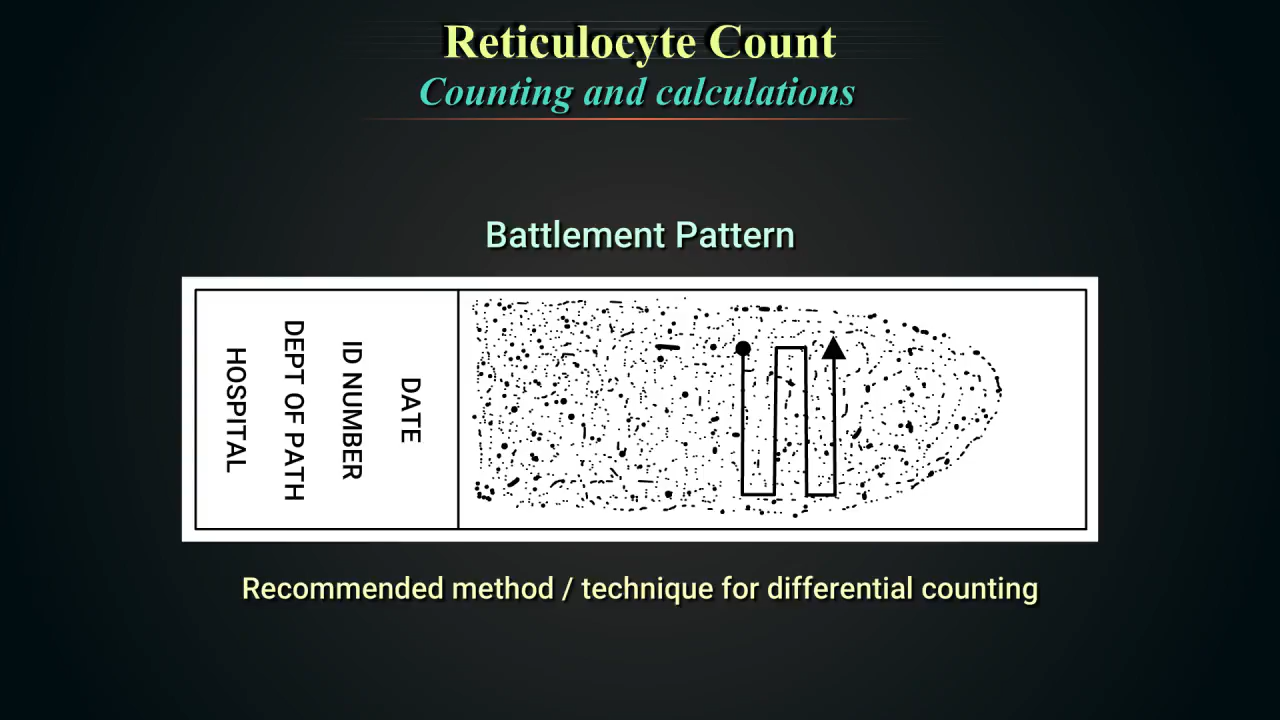 Reticulocyte Count
Counting and calculations
Battlement Pattern
HOSPITAL
DEPT OF PATH
ID NUMBER
DATE
Recommended method / technique for differential counting